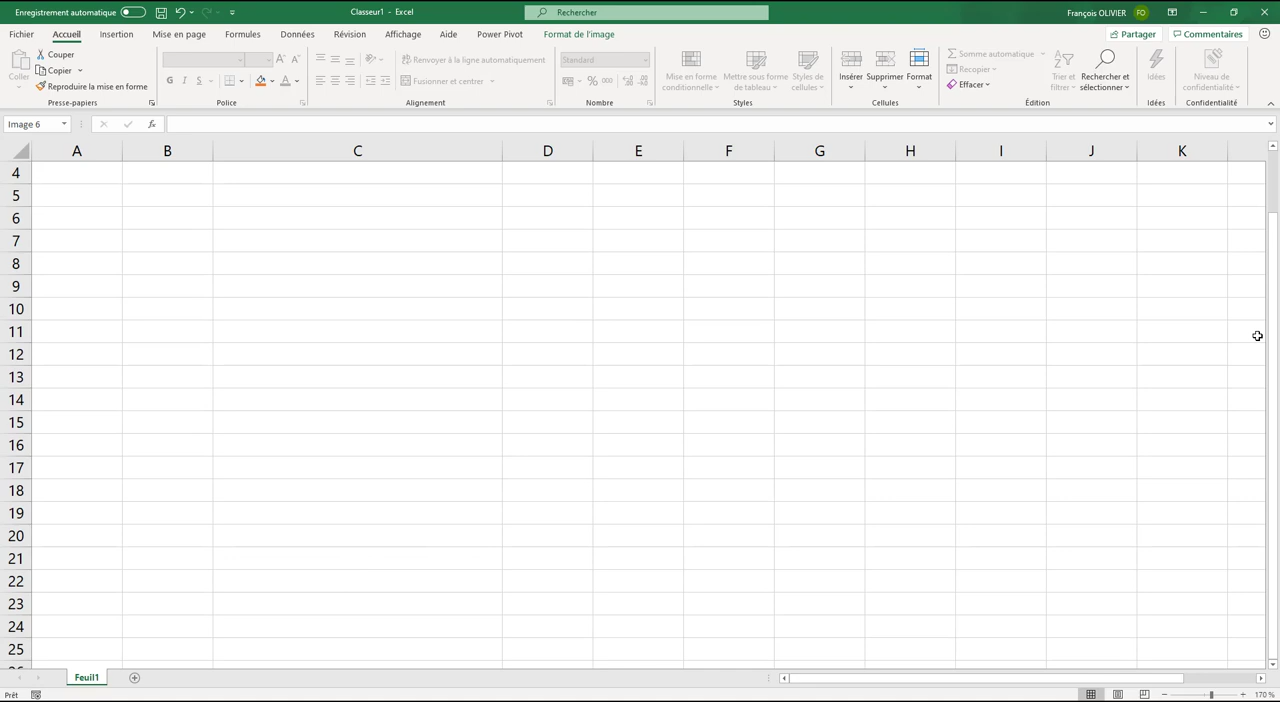 Enregistrement automatique Classeur1 - Excel Rechercher François OLIVIER FO
Fichier Accueil Insertion Mise en page Formules Données Révision Affichage Aide Power Pivot Format de l'image Partager Commentaires
Coller
Couper
Copier
Reproduire la mise en forme
Presse-papiers
G I S
Police
Renvoyer à la ligne automatiquement
Fusionner et centrer
Alignement
Standard
% 000
Nombre
Mise en forme conditionnelle
Mettre sous forme de tableau
Styles de cellules
Styles
Insérer Supprimer Format
Cellules
Somme automatique
Recopier
Effacer
Trier et filtrer
Rechercher et sélectionner
Édition
Idées
Idées
Niveau de confidentialité
Confidentialité
Image 6 fx
A B C D E F G H I J K
4
5
6
7
8
9
10
11
12
13
14
15
16
17
18
19
20
21
22
23
24
25
Feuil1
Prêt 170 %